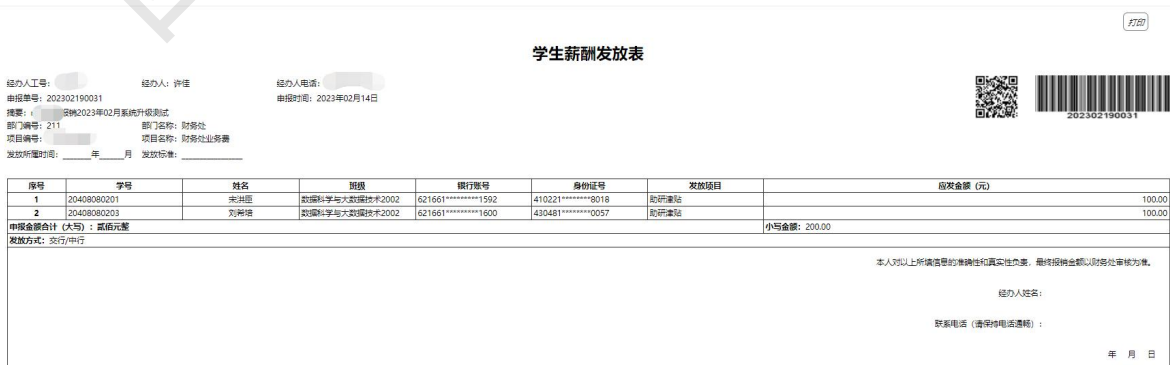 打印
学生薪酬发放表
经办人工号: 经办人: 许佳 经办人电话:
申报单号: 202302190031 申报时间: 2023年02月14日
摘要: 报销2023年02月系统升级测试
部门编号: 211 部门名称: 财务处
项目编号: 项目名称: 财务处业务费
发放所属时间: ______年______月 发放标准: ______________
202302190031
序号 学号 姓名 班级 银行账号 身份证号 发放项目 应发金额(元)
1 20408080201 宋洪臣 数据科学与大数据技术2002 621661*********1592 410221********8018 助研津贴 100.00
2 20408080203 刘希培 数据科学与大数据技术2002 621661*********1600 430481********0057 助研津贴 100.00
申报金额合计(大写): 贰佰元整 小写金额: 200.00
发放方式: 交行/中行
本人对以上所填信息的准确性和真实性负责,最终报销金额以财务处审核为准。
经办人姓名:
联系电话(请保持电话通畅):
年 月 日